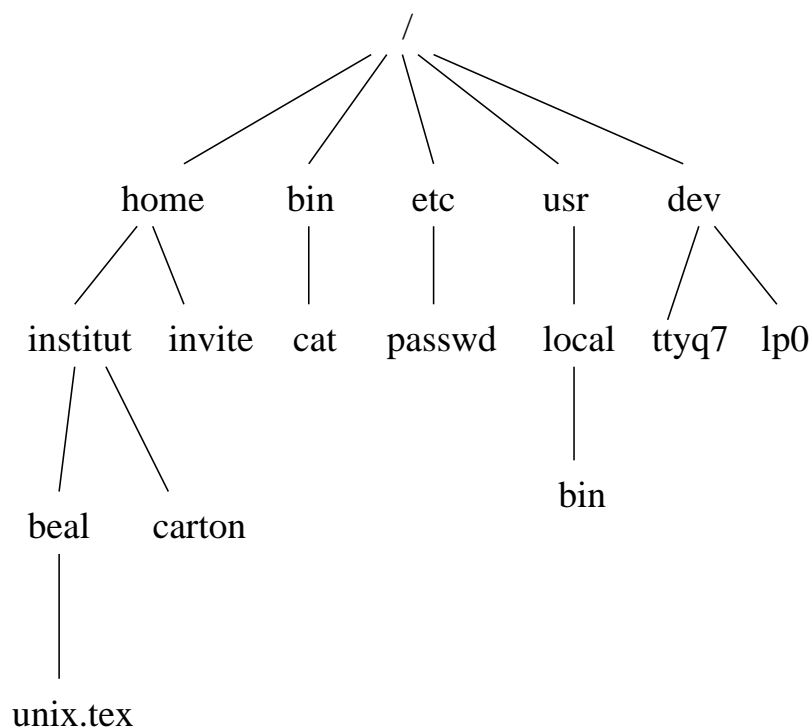 /
home bin etc usr dev
institut invite cat passwd local ttyq7 lp0
bin
beal carton
unix.tex